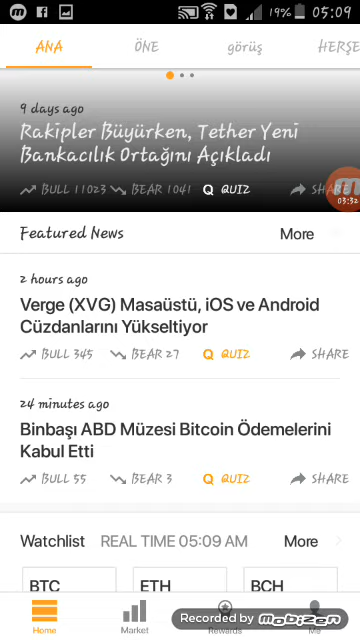 19% 05:09
ANA ÖNE görüş HERŞE
9 days ago
Rakipler Büyürken, Tether Yeni
Bankacılık Ortağını Açıkladı
BULL 11023 BEAR 1041 Q QUIZ SHARE
03:32
Featured News More
2 hours ago
Verge (XVG) Masaüstü, iOS ve Android
Cüzdanlarını Yükseltiyor
BULL 345 BEAR 27 Q QUIZ SHARE
24 minutes ago
Binbaşı ABD Müzesi Bitcoin Ödemelerini
Kabul Etti
BULL 55 BEAR 3 Q QUIZ SHARE
Watchlist REAL TIME 05:09 AM More
BTC ETH BCH
Home Market Rewards Me
Recorded by mobizen